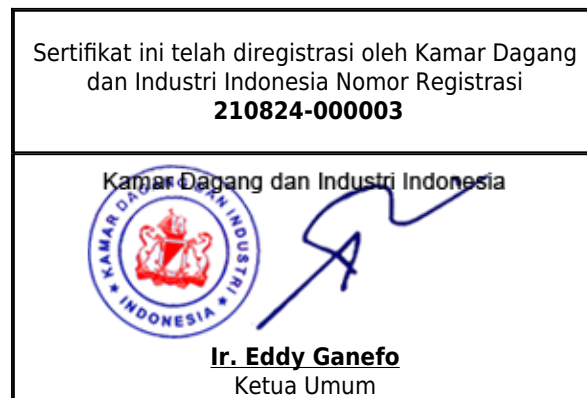 Sertifikat ini telah diregistrasi oleh Kamar Dagang
dan Industri Indonesia Nomor Registrasi
210824-000003
Kamar Dagang dan Industri Indonesia
KAMAR DAGANG DAN INDUSTRI
INDONESIA
Ir. Eddy Ganefo
Ketua Umum